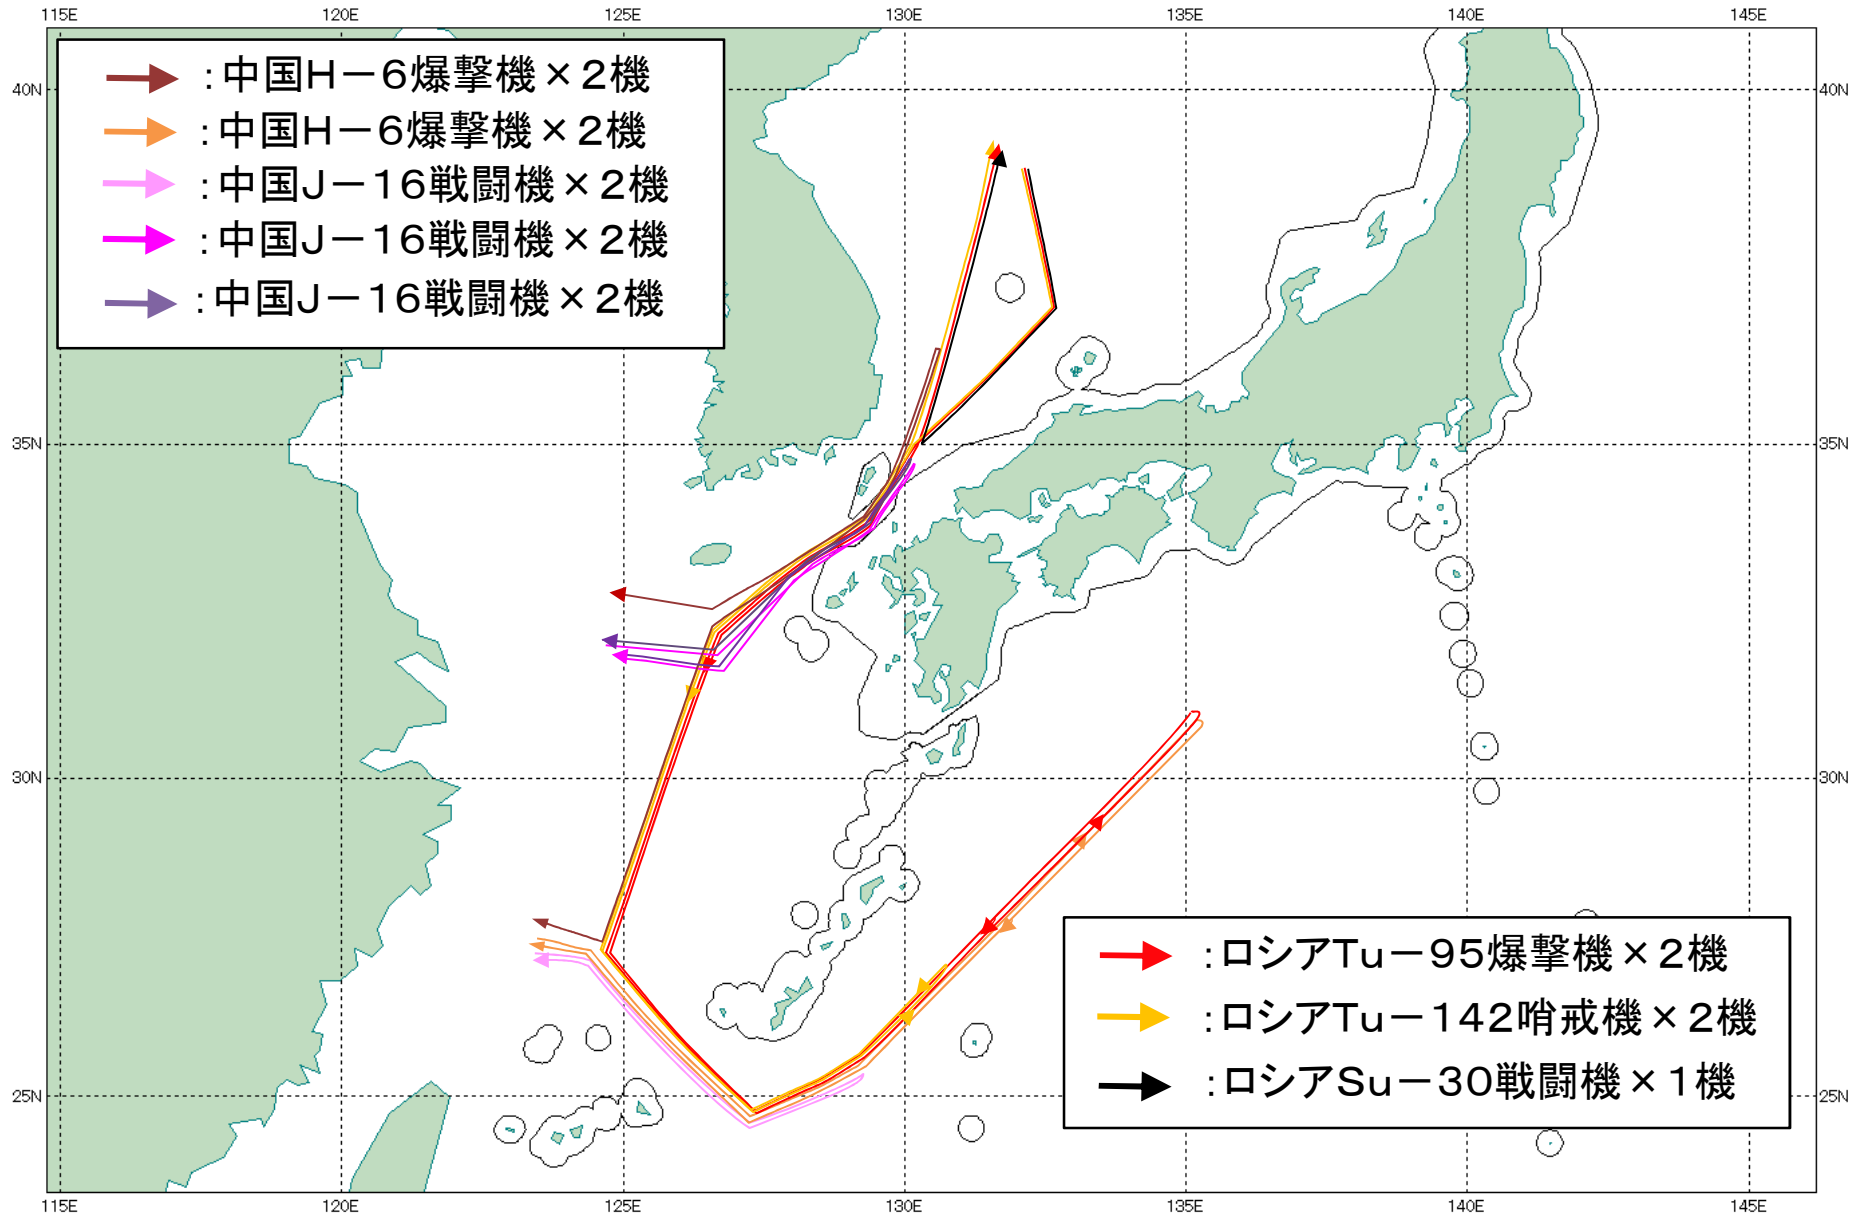 115E 120E 125E 130E 135E 140E 145E
:中国H－6爆撃機×2機
40N 40N
:中国H－6爆撃機×2機
:中国J－16戦闘機×2機
:中国J－16戦闘機×2機
:中国J－16戦闘機×2機
35N 35N
30N 30N
:ロシアTu－95爆撃機×2機
:ロシアTu－142哨戒機×2機
:ロシアSu－30戦闘機×1機
25N 25N
115E 120E 125E 130E 135E 140E 145E